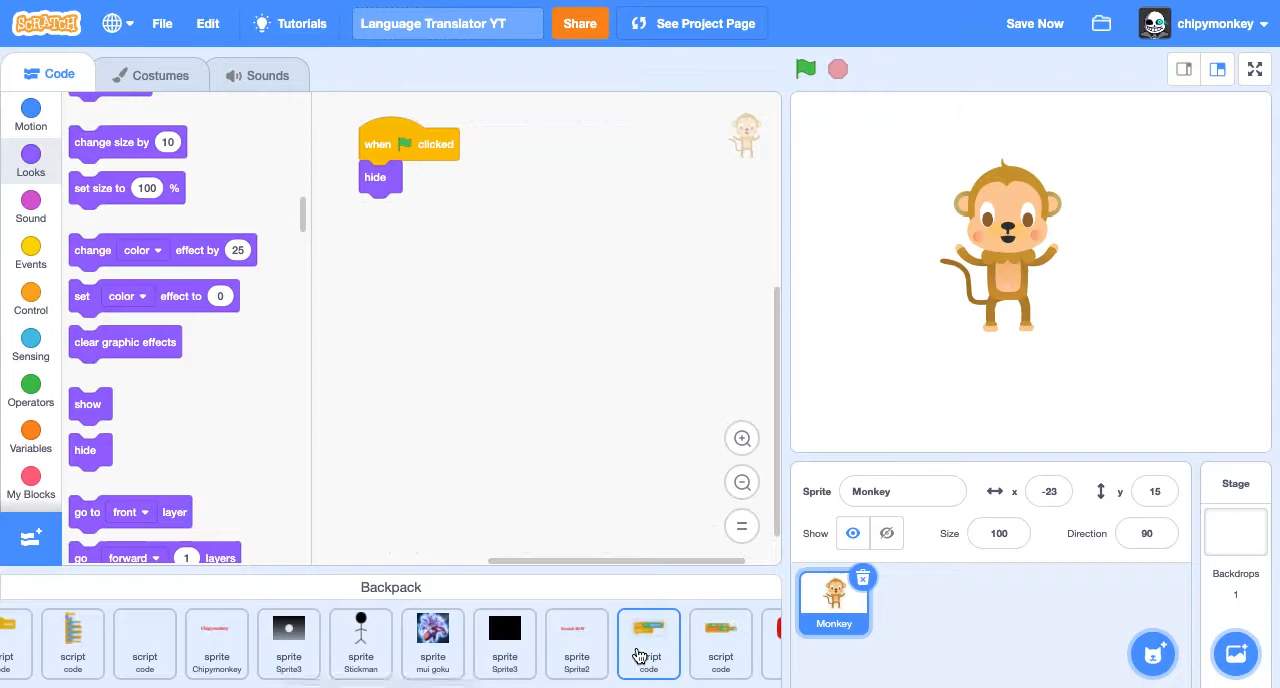 SCRATCH
File
Edit
Tutorials
Language Translator YT
Share
See Project Page
Save Now
chipymonkey
Code
Costumes
Sounds
Motion
Looks
Sound
Events
Control
Sensing
Operators
Variables
My Blocks
change size by 10
set size to 100 %
change color effect by 25
set color effect to 0
clear graphic effects
show
hide
go to front layer
go forward 1 layers
when clicked
hide
Sprite Monkey x -23 y 15
Show Size 100 Direction 90
Monkey
Stage
Backdrops
1
Backpack
script
code
script
code
sprite
Chipymonkey
sprite
Sprite3
sprite
Stickman
sprite
mui goku
sprite
Sprite3
sprite
Sprite2
script
code
script
code